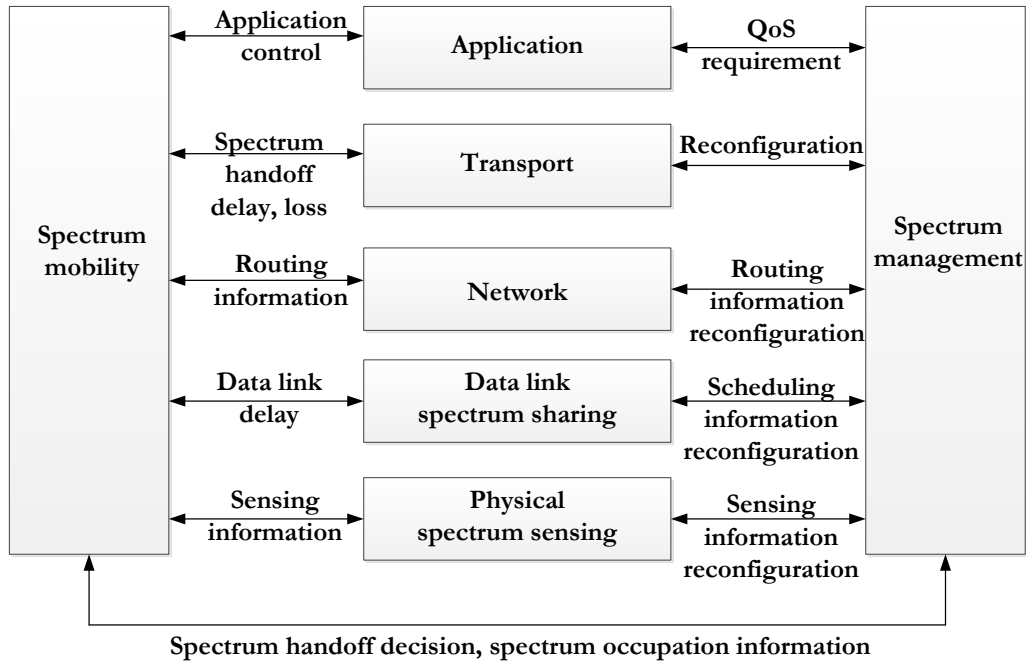 Application
control
Application
QoS
requirement
Spectrum
handoff
delay, loss
Transport
Reconfiguration
Spectrum
mobility
Spectrum
management
Routing
information
Network
Routing
information
reconfiguration
Data link
delay
Data link
spectrum sharing
Scheduling
information
reconfiguration
Sensing
information
Physical
spectrum sensing
Sensing
information
reconfiguration
Spectrum handoff decision, spectrum occupation information